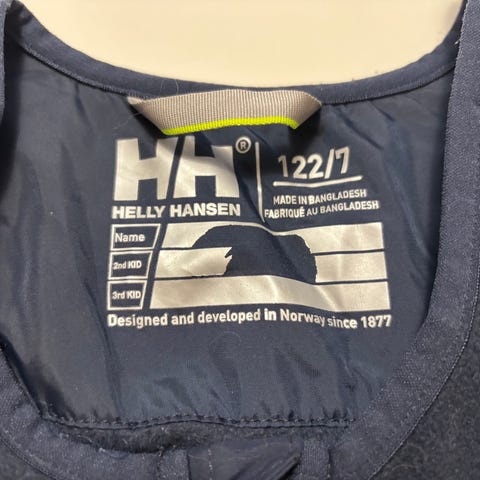 HH®
122/7
HELLY HANSEN
MADE IN BANGLADESH
FABRIQUÉ AU BANGLADESH
Name
2nd KID
3rd KID
Designed and developed in Norway since 1877